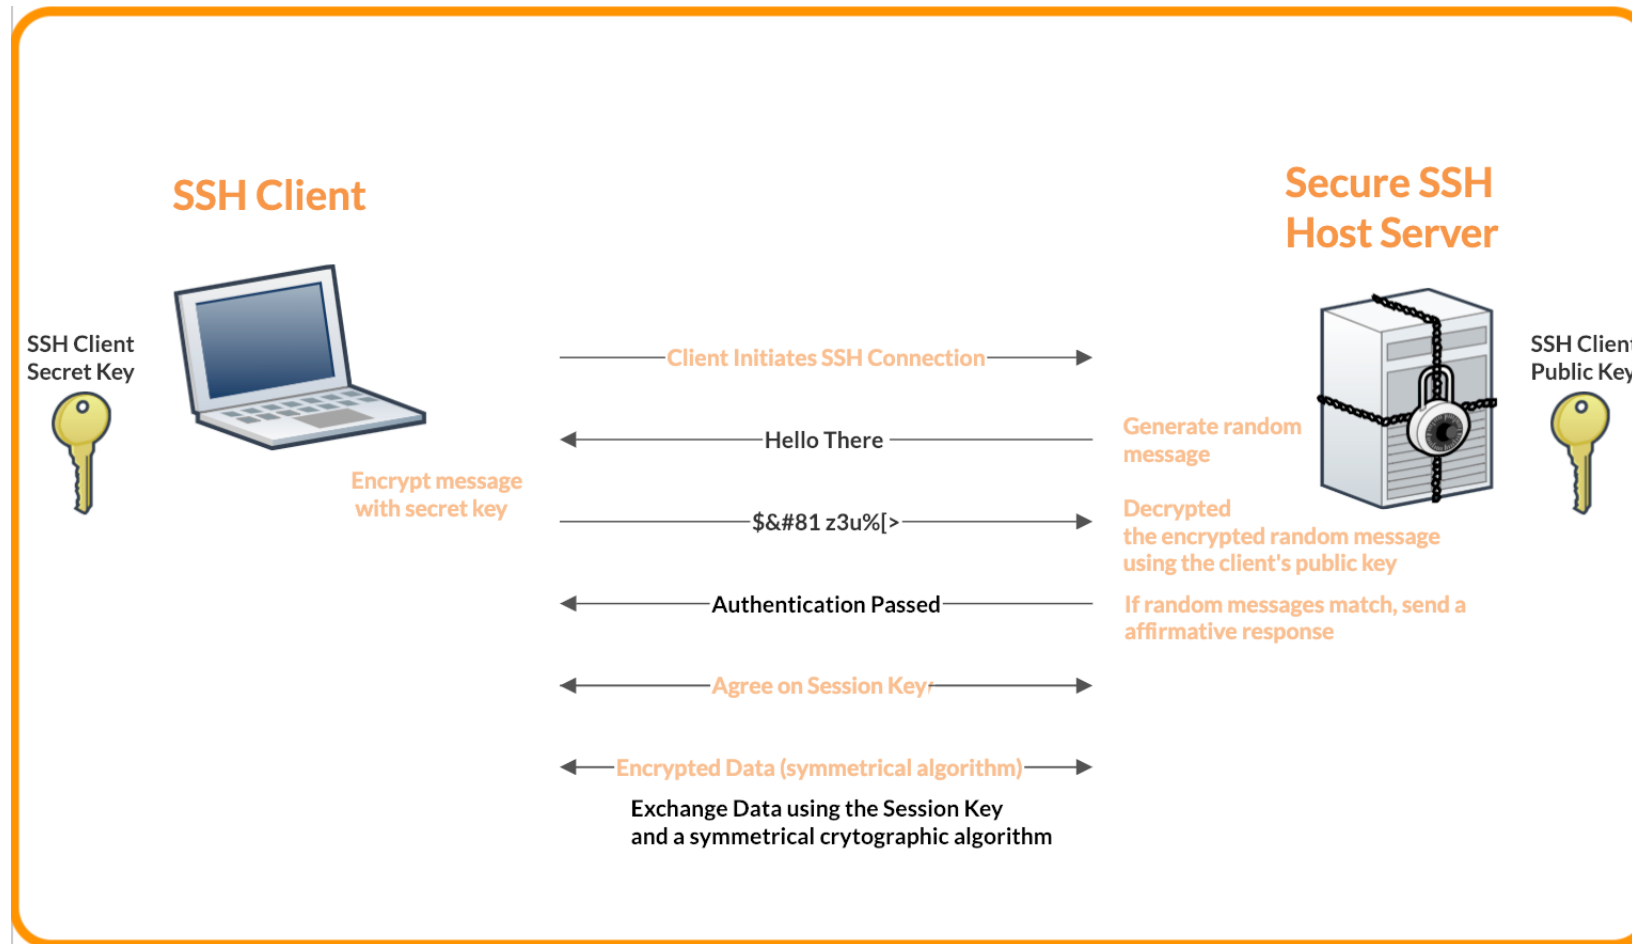 SSH Client
Secure SSH
Host Server
SSH Client
Secret Key
SSH Client
Public Key
Client Initiates SSH Connection
Hello There
Generate random
message
Encrypt message
with secret key
$&#81 z3u%[>
Decrypted
the encrypted random message
using the client's public key
Authentication Passed
If random messages match, send a
affirmative response
Agree on Session Key
Encrypted Data (symmetrical algorithm)
Exchange Data using the Session Key
and a symmetrical crytographic algorithm